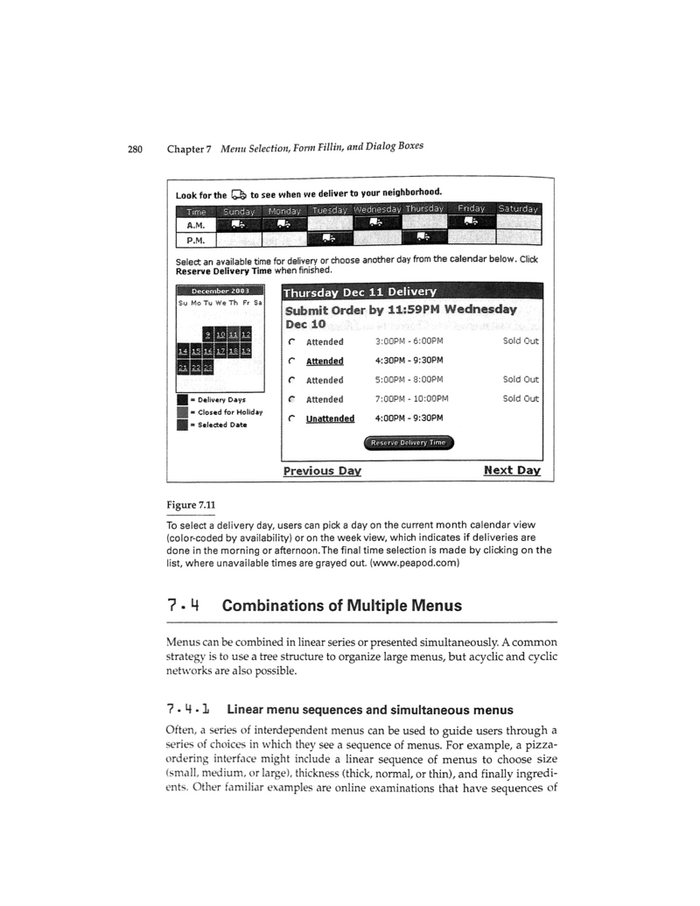 280 Chapter 7 Menu Selection, Form Fillin, and Dialog Boxes
Look for the to see when we deliver to your neighborhood.
Time Sunday Monday Tuesday Wednesday Thursday Friday Saturday
A.M.
P.M.
Select an available time for delivery or choose another day from the calendar below. Click
Reserve Delivery Time when finished.
December 2003
Su Mo Tu We Th Fr Sa
9 10 11 12
14 15 16 17 18 19
21 22 23
= Delivery Days
= Closed for Holiday
= Selected Date
Thursday Dec 11 Delivery
Submit Order by 11:59PM Wednesday
Dec 10
Attended 3:00PM - 6:00PM Sold Out
Attended 4:30PM - 9:30PM
Attended 5:00PM - 8:00PM Sold Out
Attended 7:00PM - 10:00PM Sold Out
Unattended 4:00PM - 9:30PM
Reserve Delivery Time
Previous Day Next Day
Figure 7.11
To select a delivery day, users can pick a day on the current month calendar view
(color-coded by availability) or on the week view, which indicates if deliveries are
done in the morning or afternoon. The final time selection is made by clicking on the
list, where unavailable times are grayed out. (www.peapod.com)
7.4 Combinations of Multiple Menus
Menus can be combined in linear series or presented simultaneously. A common
strategy is to use a tree structure to organize large menus, but acyclic and cyclic
networks are also possible.
7.4.1 Linear menu sequences and simultaneous menus
Often, a series of interdependent menus can be used to guide users through a
series of choices in which they see a sequence of menus. For example, a pizza-
ordering interface might include a linear sequence of menus to choose size
(small, medium, or large), thickness (thick, normal, or thin), and finally ingredi-
ents. Other familiar examples are online examinations that have sequences of